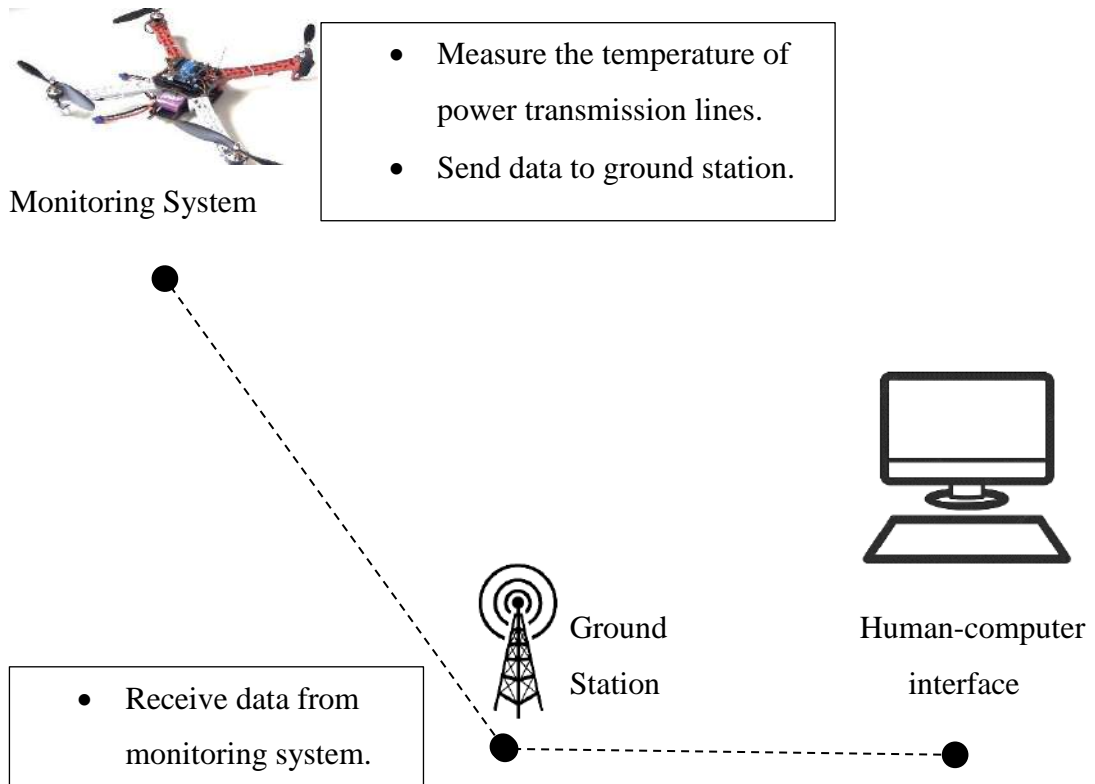 • Measure the temperature of
power transmission lines.
• Send data to ground station.
Monitoring System
Ground
Station
Human-computer
interface
• Receive data from
monitoring system.